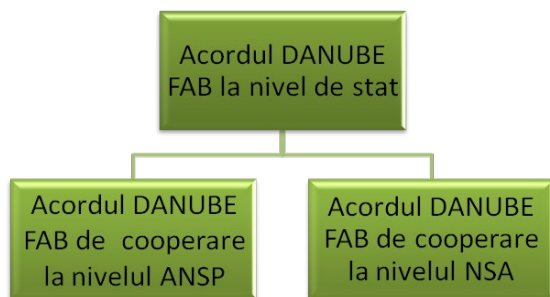 Acordul DANUBE
FAB la nivel de stat
Acordul DANUBE
FAB de cooperare
la nivelul ANSP
Acordul DANUBE
FAB de cooperare
la nivelul NSA